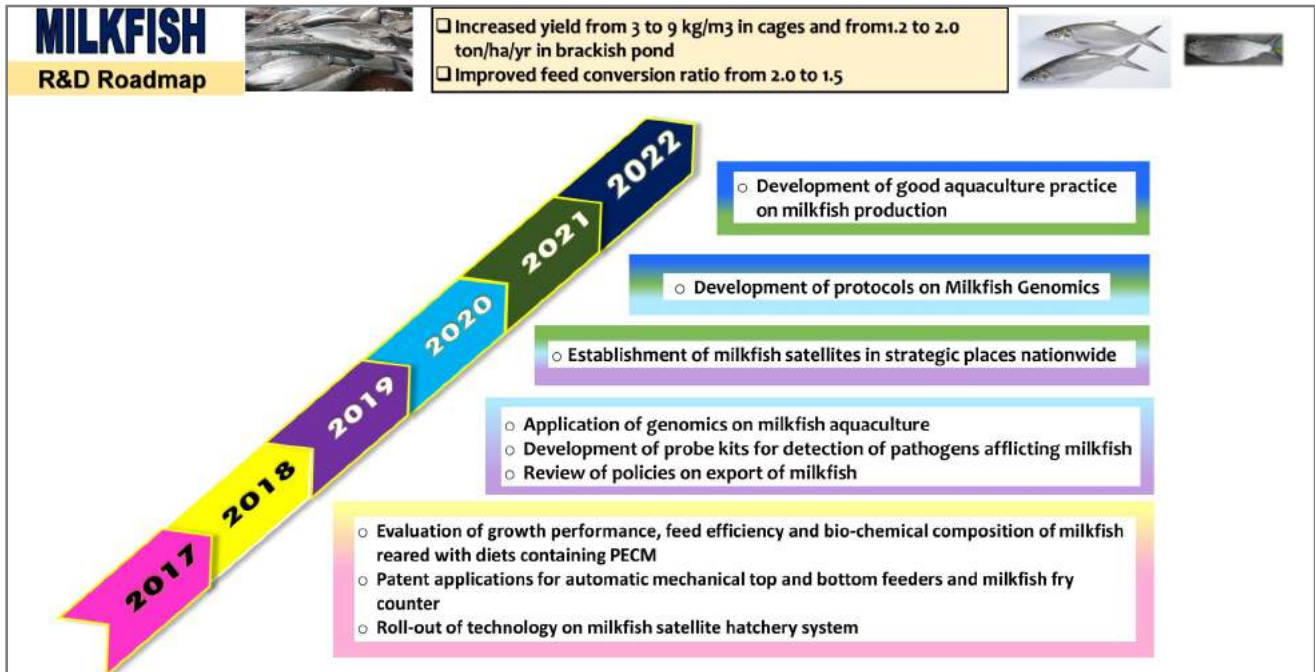 MILKFISH
R&D Roadmap
❑ Increased yield from 3 to 9 kg/m3 in cages and from1.2 to 2.0
ton/ha/yr in brackish pond
❑ Improved feed conversion ratio from 2.0 to 1.5
2022
2021
2020
2019
2018
2017
○ Development of good aquaculture practice
on milkfish production
○ Development of protocols on Milkfish Genomics
○ Establishment of milkfish satellites in strategic places nationwide
○ Application of genomics on milkfish aquaculture
○ Development of probe kits for detection of pathogens afflicting milkfish
○ Review of policies on export of milkfish
○ Evaluation of growth performance, feed efficiency and bio-chemical composition of milkfish
reared with diets containing PECM
○ Patent applications for automatic mechanical top and bottom feeders and milkfish fry
counter
○ Roll-out of technology on milkfish satellite hatchery system